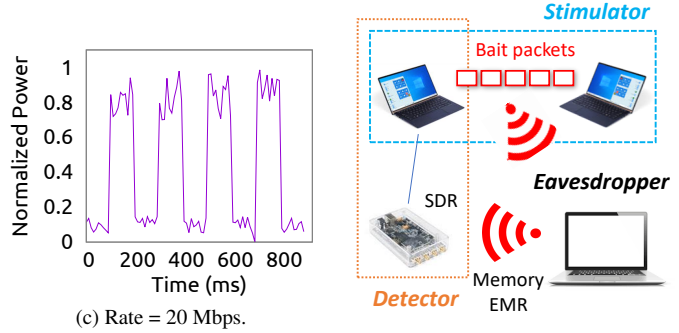 Normalized Power
1
0.8
0.6
0.4
0.2
0
0 200 400 600 800
Time (ms)
(c) Rate = 20 Mbps.
Stimulator
Bait packets
Eavesdropper
SDR
Memory
EMR
Detector